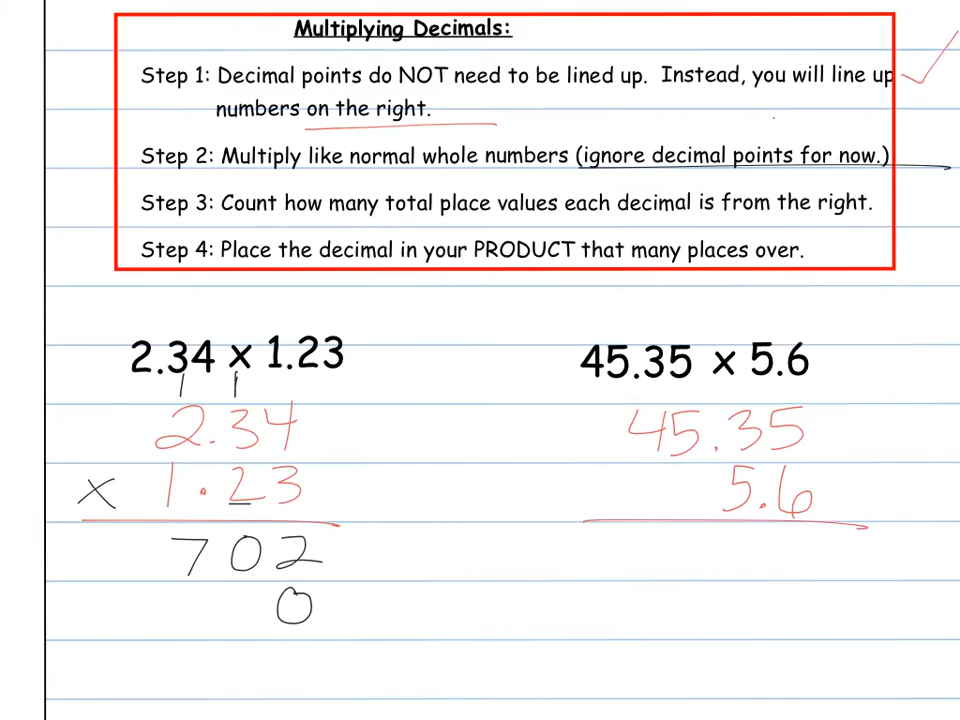 Multiplying Decimals:
Step 1: Decimal points do NOT need to be lined up. Instead, you will line up
numbers on the right.
Step 2: Multiply like normal whole numbers (ignore decimal points for now.)
Step 3: Count how many total place values each decimal is from the right.
Step 4: Place the decimal in your PRODUCT that many places over.
2.34 x 1.23
45.35 x 5.6
1 1
2.34
x 1.23
702
0
45.35
5.6